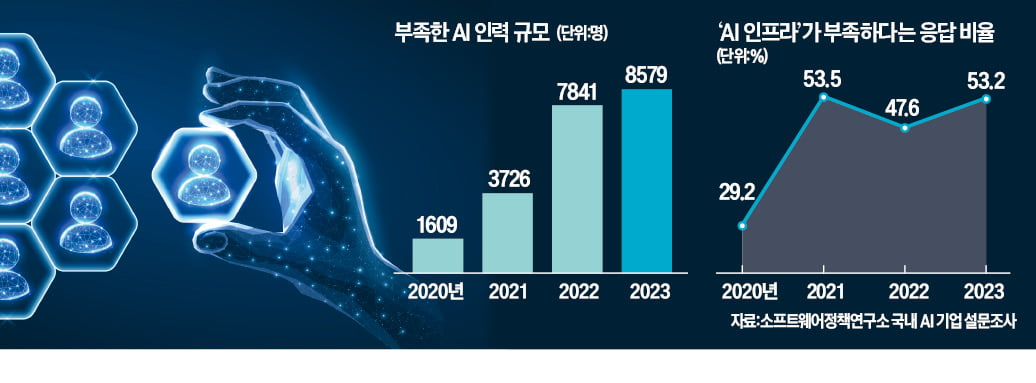 부족한 AI 인력 규모 (단위:명)
1609
3726
7841
8579
2020년 2021 2022 2023
‘AI 인프라’가 부족하다는 응답 비율
(단위:%)
29.2
53.5
47.6
53.2
2020년 2021 2022 2023
자료:소프트웨어정책연구소 국내 AI 기업 설문조사